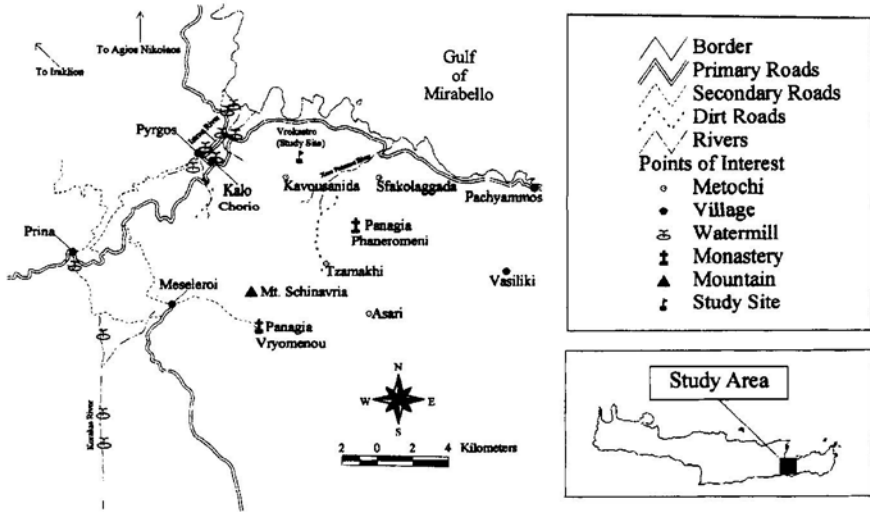 To Agios Nikolaos
To Iraklion
Gulf
of
Mirabello
Pyrgos
Istron River
Vrokastro
(Study Site)
Kalo
Chorio
Kavousanida
Sfakolaggada
Pachyammos
Prina
Panagia
Phaneromeni
Tzamakhi
Vasiliki
Meseleroi
Mt. Schinavria
Asari
Panagia
Vryomenou
N
W
E
S
2 0 2 4 Kilometers
Border
Primary Roads
Secondary Roads
Dirt Roads
Rivers
Points of Interest
Metochi
Village
Watermill
Monastery
Mountain
Study Site
Study Area